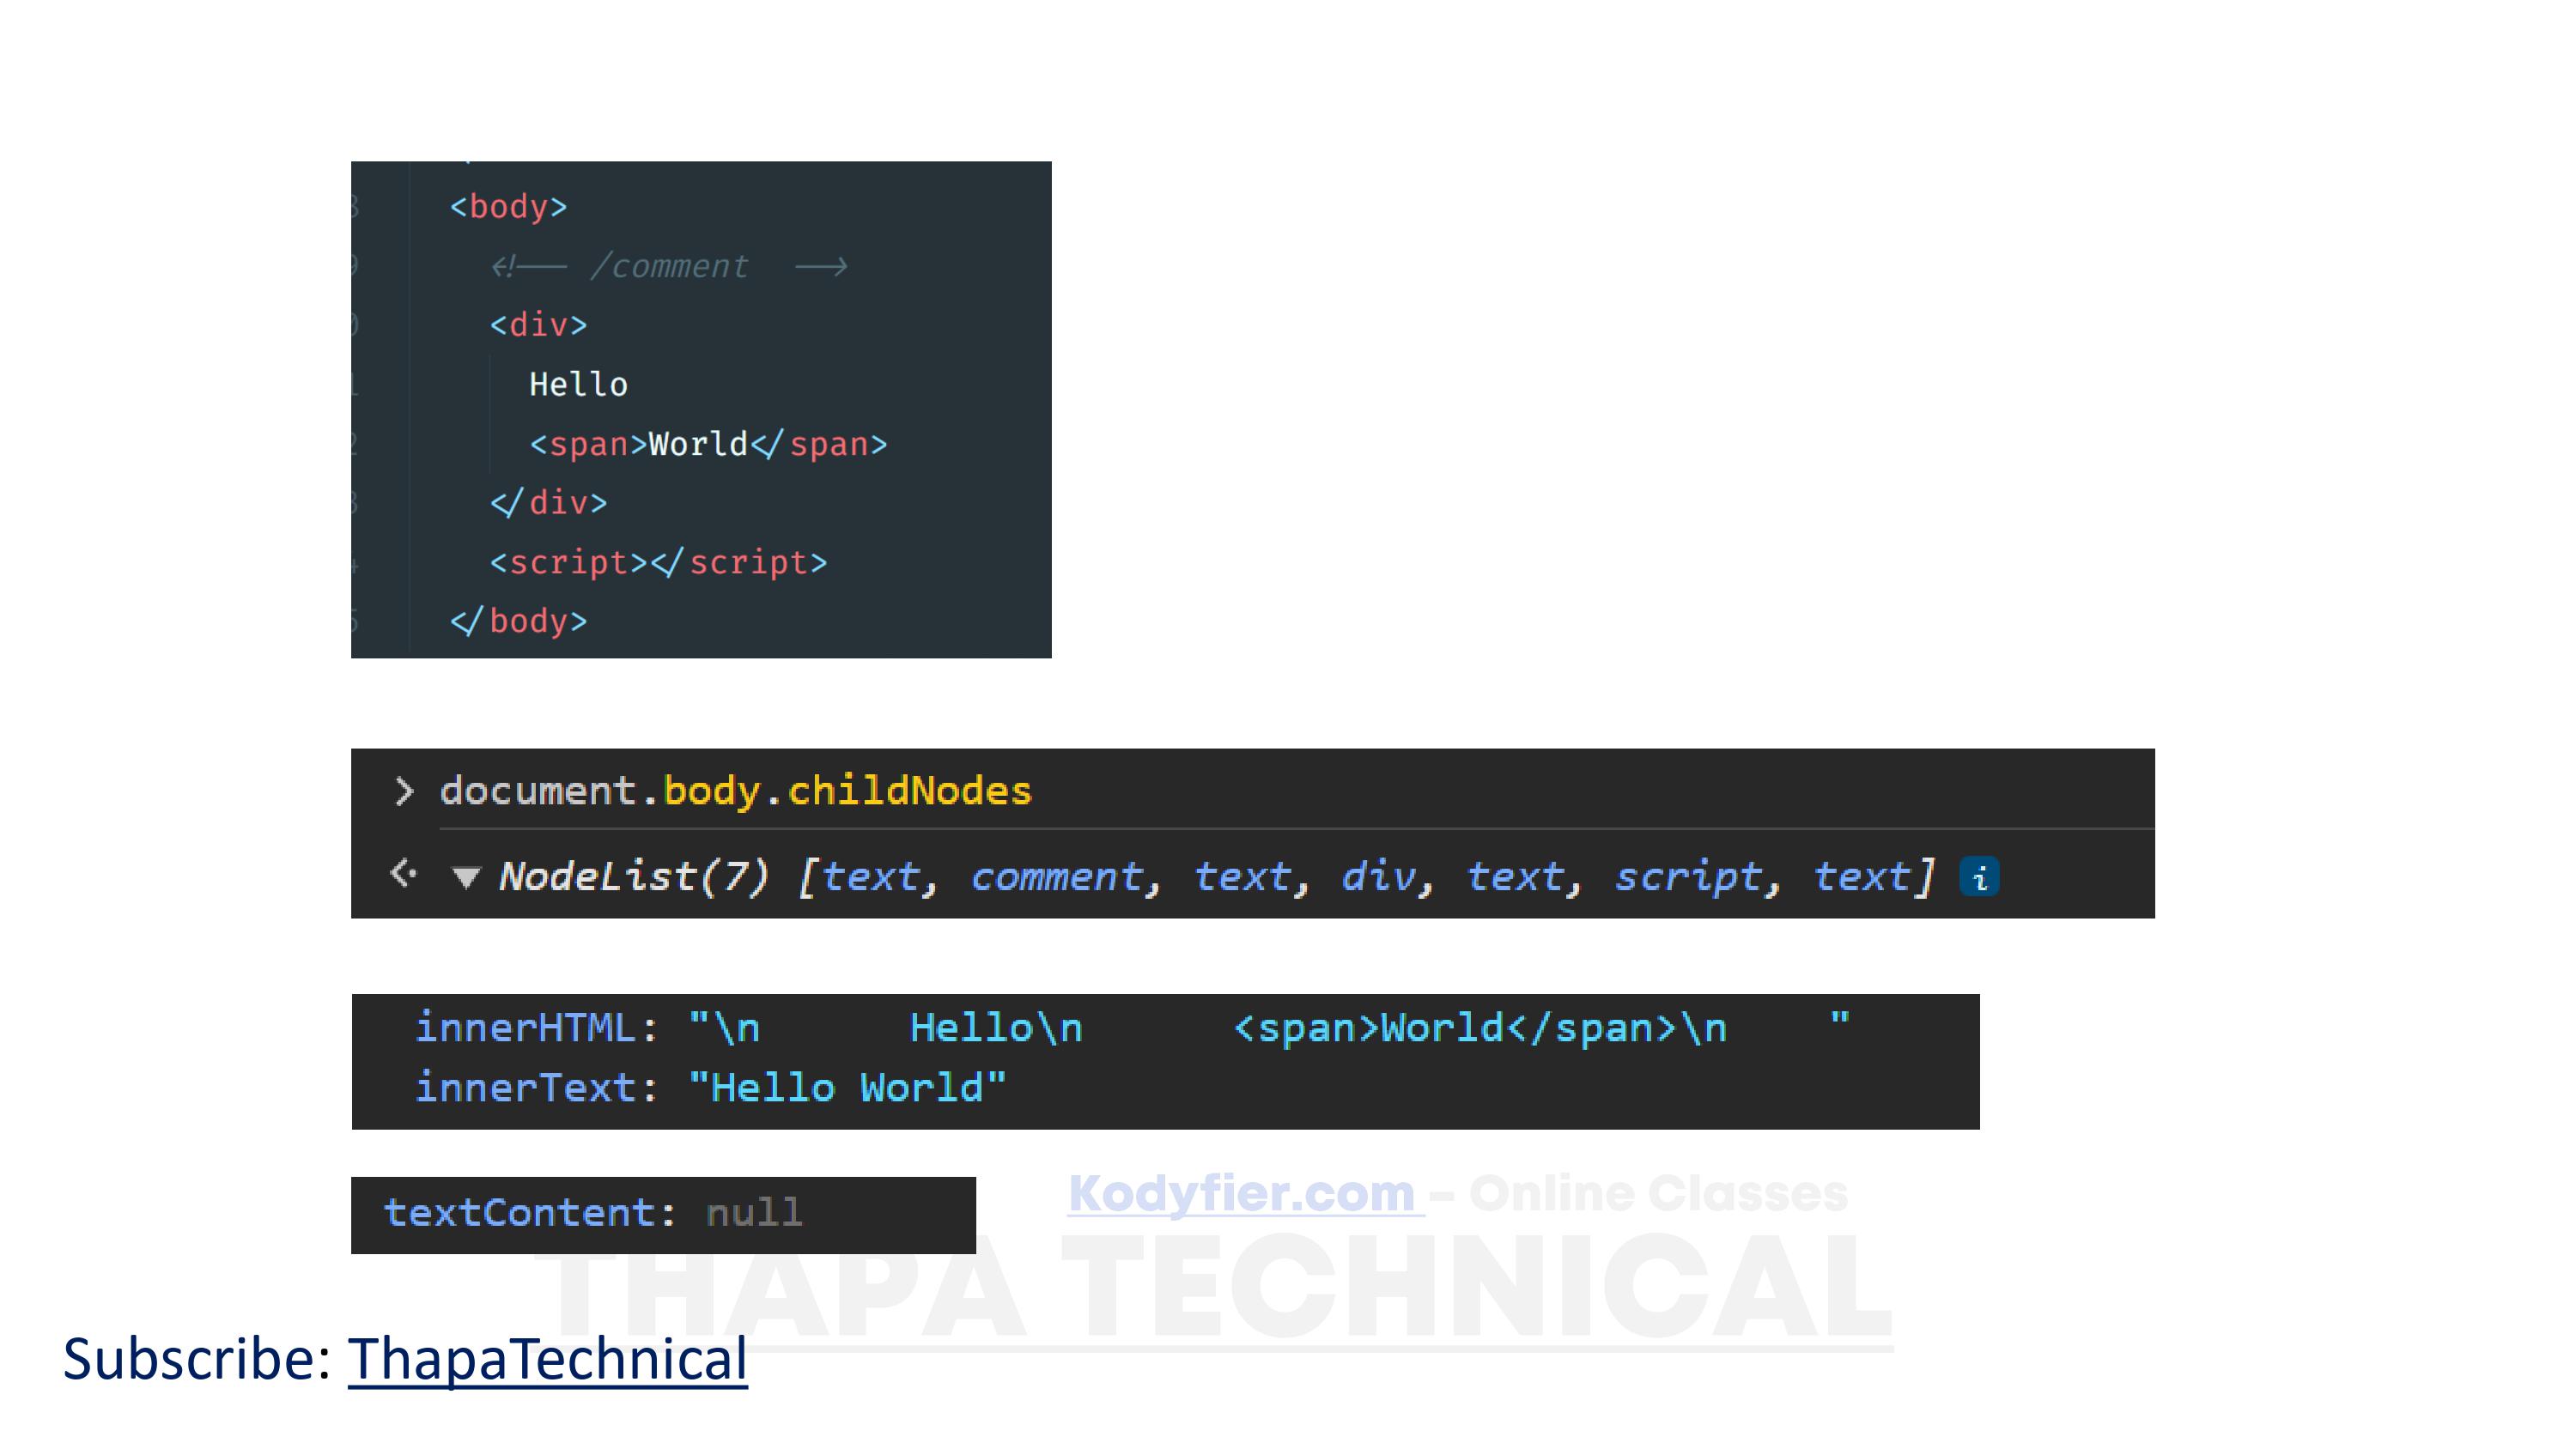 <body>
<!-- /comment -->
<div>
Hello
<span>World</span>
</div>
<script></script>
</body>
> document.body.childNodes
NodeList(7) [text, comment, text, div, text, script, text] i
innerHTML: "\n      Hello\n      <span>World</span>\n    "
innerText: "Hello World"
textContent: null
Kodyfier.com - Online Classes
THAPA TECHNICAL
Subscribe: ThapaTechnical